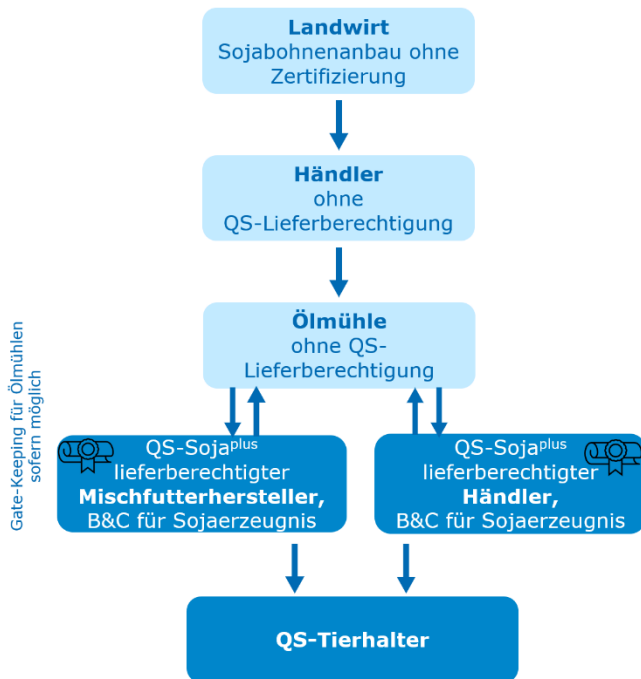 Landwirt
Sojabohnenanbau ohne
Zertifizierung
Händler
ohne
QS-Lieferberechtigung
Ölmühle
ohne QS-
Lieferberechtigung
Gate-Keeping für Ölmühlen
sofern möglich
QS-Sojaplus
lieferberechtigter
Mischfutterhersteller,
B&C für Sojaerzeugnis
QS-Sojaplus
lieferberechtigter
Händler,
B&C für Sojaerzeugnis
QS-Tierhalter